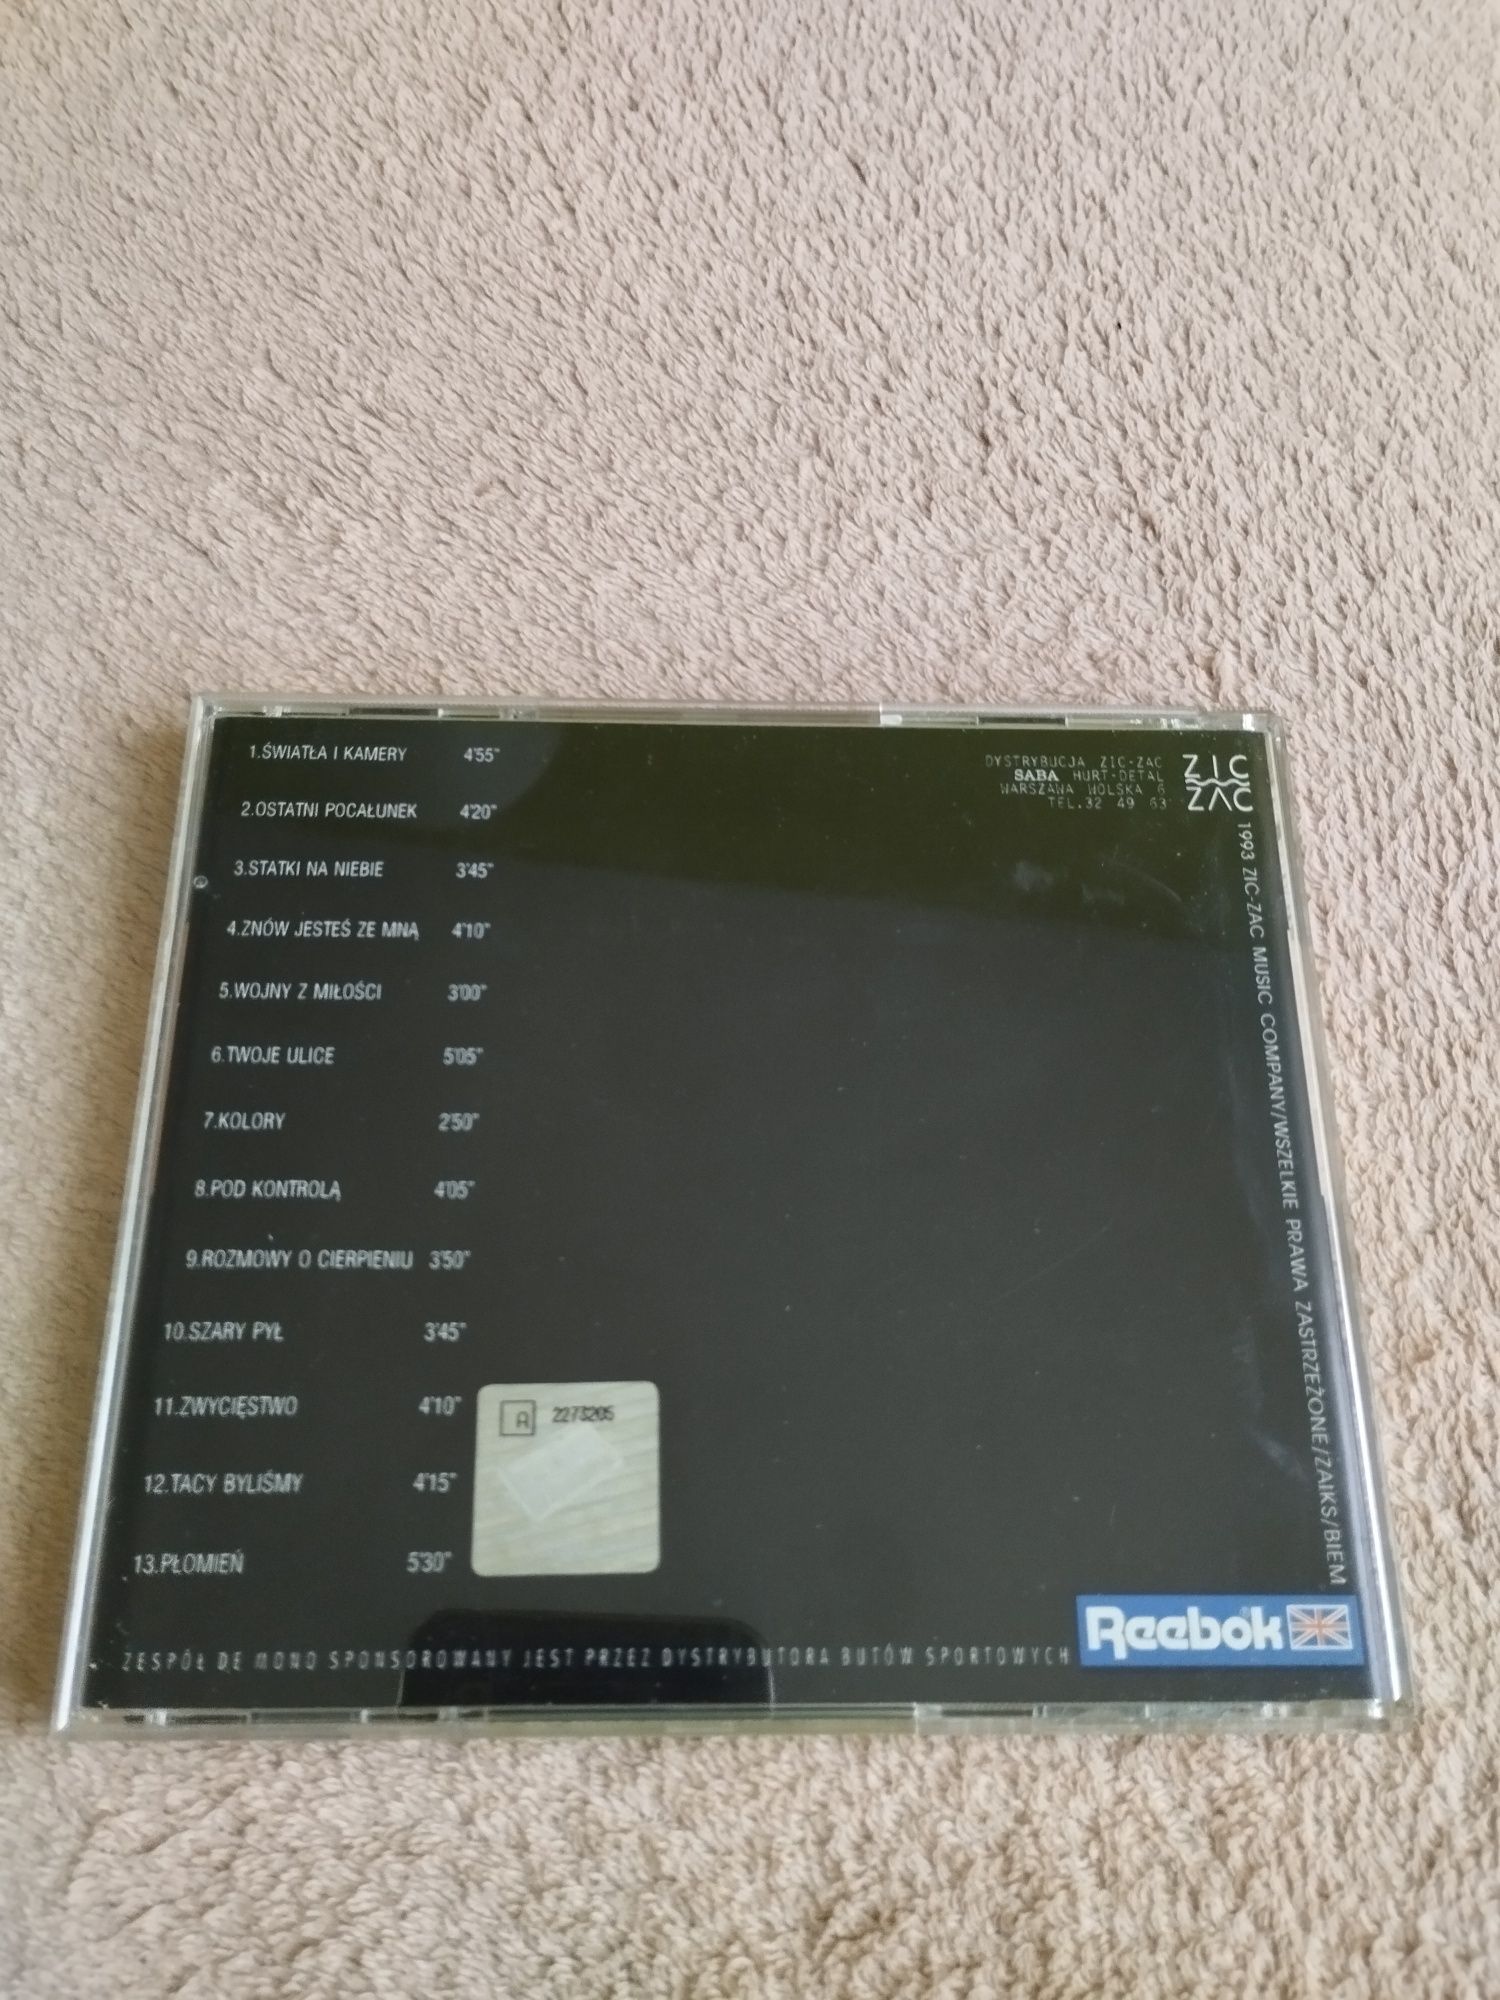 1.ŚWIATŁA I KAMERY 4'55"
2.OSTATNI POCAŁUNEK 4'20"
3.STATKI NA NIEBIE 3'45"
4.ZNÓW JESTEŚ ZE MNĄ 4'10"
5.WOJNY Z MIŁOŚCI 3'00"
6.TWOJE ULICE 5'05"
7.KOLORY 2'50"
8.POD KONTROLĄ 4'05"
9.ROZMOWY O CIERPIENIU 3'50"
10.SZARY PYŁ 3'45"
11.ZWYCIĘSTWO 4'10"
12.TACY BYLIŚMY 4'15"
13.PŁOMIEŃ 5'30"
DYSTRYBUCJA ZIC-ZAC
SABA HURT-DETAL
WARSZAWA WOLSKA 6
TEL.32 49 63
ZIC
ZAC
1993 ZIC-ZAC MUSIC COMPANY/WSZELKIE PRAWA ZASTRZEŻONE/ZAIKS/BIEM
A 2273205
ZESPÓŁ DE MONO SPONSOROWANY JEST PRZEZ DYSTRYBUTORA BUTÓW SPORTOWYCH
Reebok